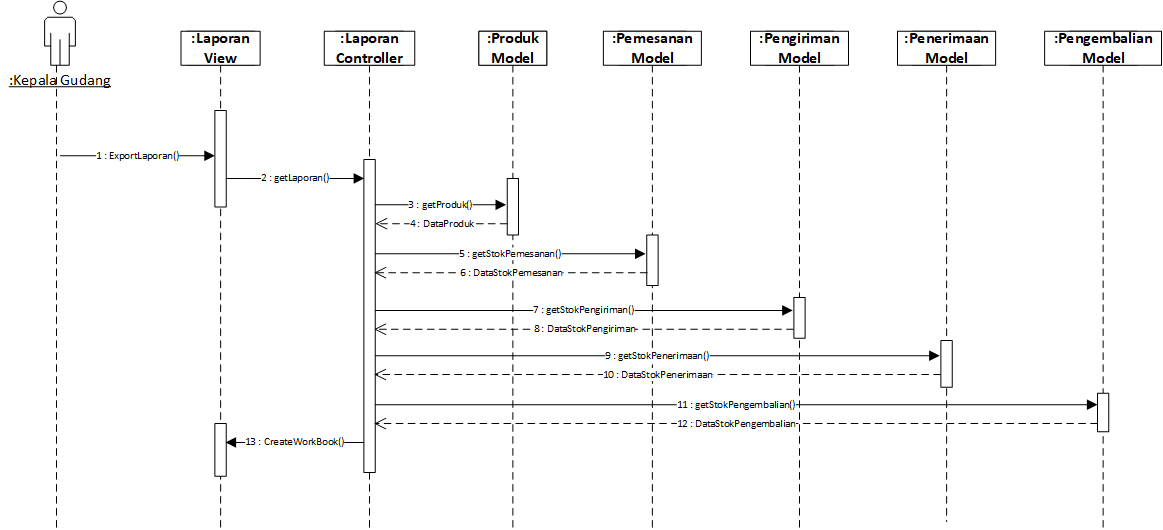 :Laporan
View
:Laporan
Controller
:Produk
Model
:Pemesanan
Model
:Pengiriman
Model
:Penerimaan
Model
:Pengembalian
Model
:Kepala Gudang
1 : ExportLaporan()
2 : getLaporan()
3 : getProduk()
4 : DataProduk
5 : getStokPemesanan()
6 : DataStokPemesanan
7 : getStokPengiriman()
8 : DataStokPengiriman
9 : getStokPenerimaan()
10 : DataStokPenerimaan
11 : getStokPengembalian()
12 : DataStokPengembalian
13 : CreateWorkBook()